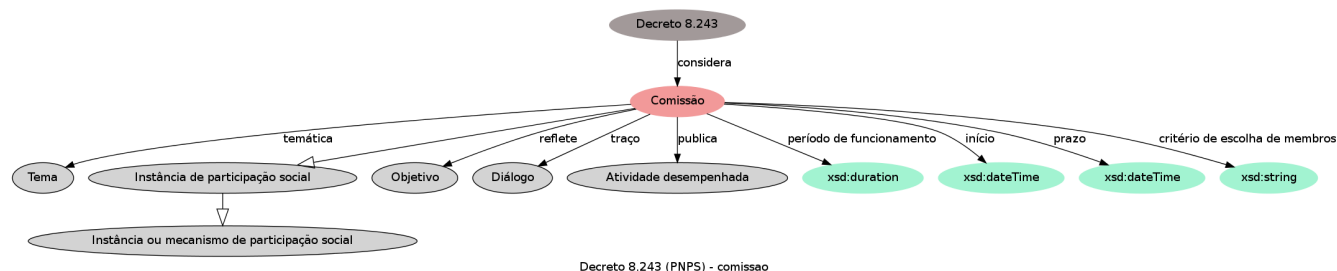 Decreto 8.243
considera
Comissão
temática
reflete
traço
publica
período de funcionamento
início
prazo
critério de escolha de membros
Tema
Instância de participação social
Objetivo
Diálogo
Atividade desempenhada
xsd:duration
xsd:dateTime
xsd:dateTime
xsd:string
Instância ou mecanismo de participação social
Decreto 8.243 (PNPS) - comissao